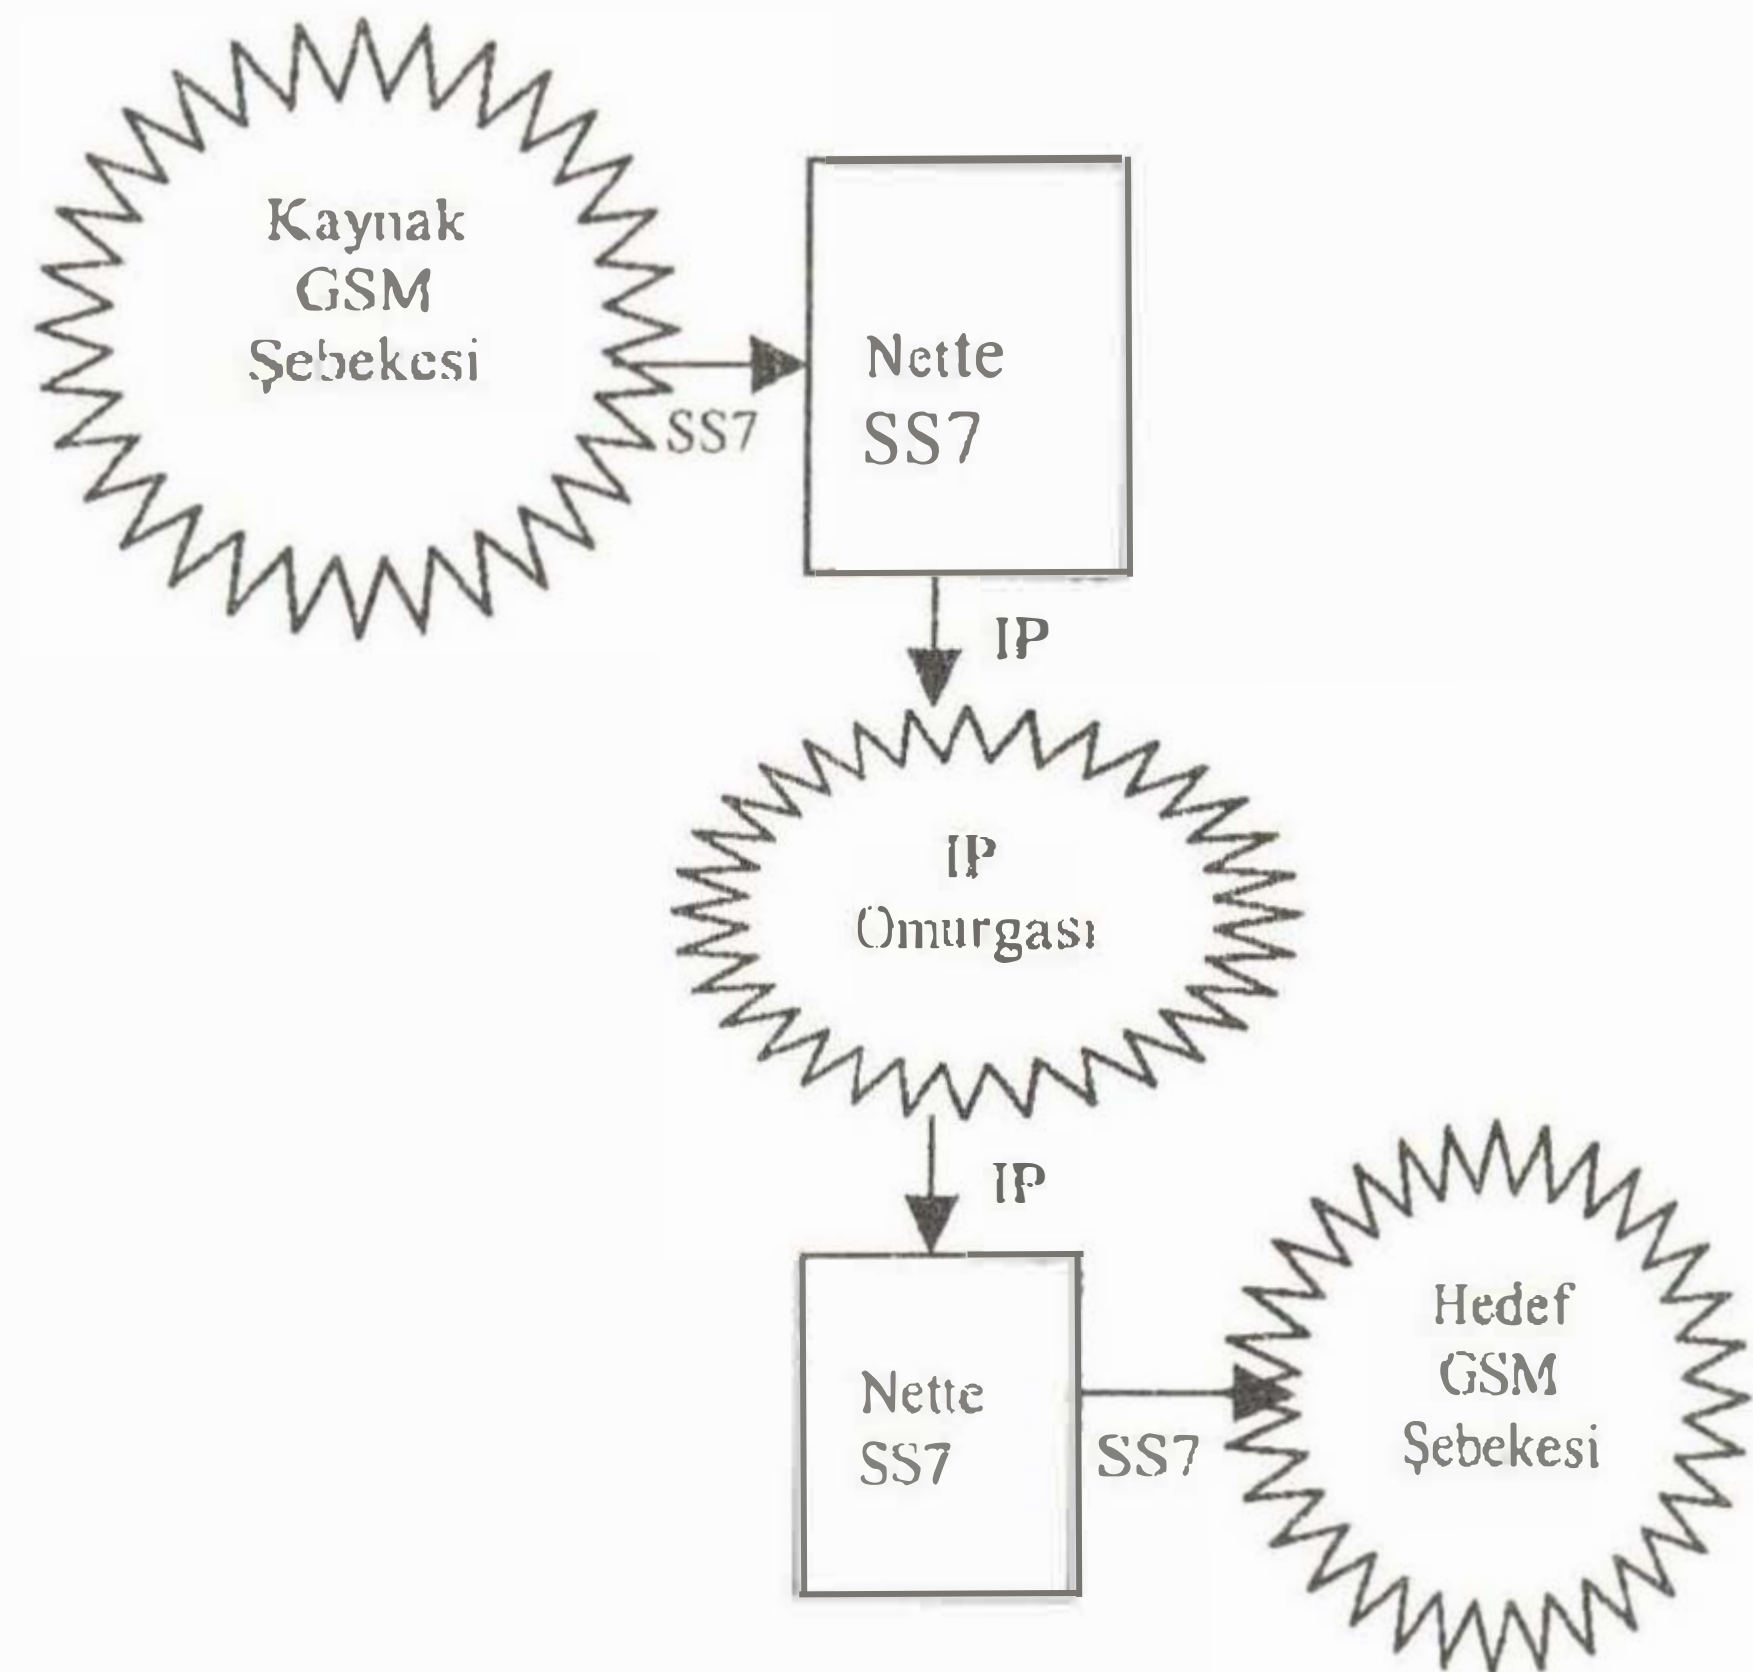 Kaynak
GSM
Şebekesi
SS7
Nette
SS7
IP
IP
Omurgası
IP
Nette
SS7
SS7
Hedef
GSM
Şebekesi